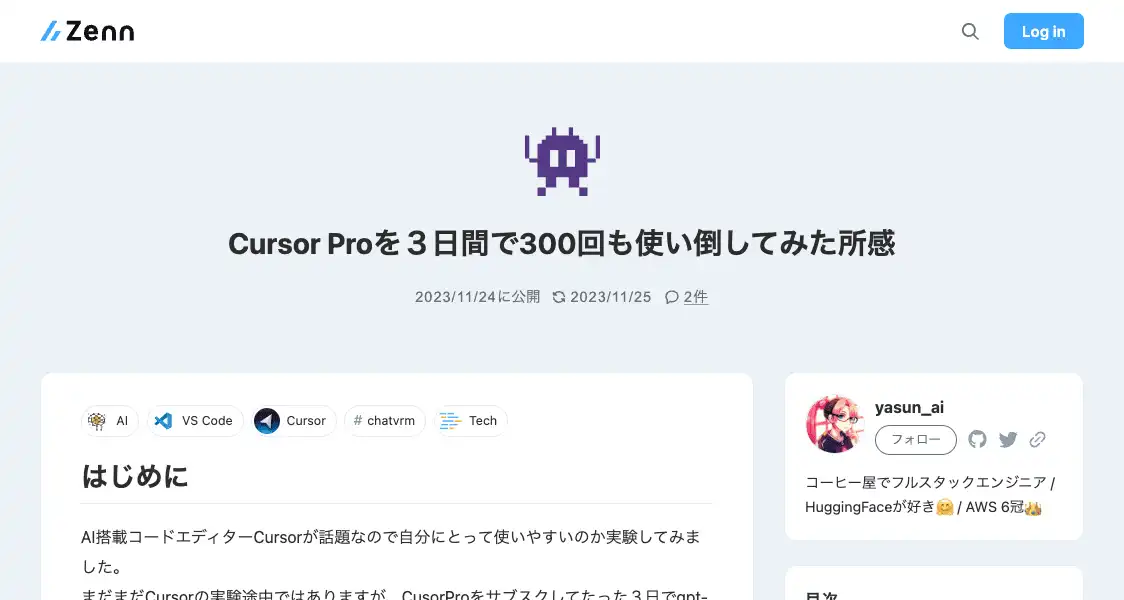 Zenn
Log in
Cursor Proを３日間で300回も使い倒してみた所感
2023/11/24に公開 2023/11/25 2件
AI VS Code Cursor # chatvrm Tech
はじめに
AI搭載コードエディターCursorが話題なので自分にとって使いやすいのか実験してみま
した。
まだまだCursorの実験途中ではありますが、CusorProをサブスクしてたった３日でgpt-
yasun_ai
フォロー
コーヒー屋でフルスタックエンジニア /
HuggingFaceが好き🤗 / AWS 6冠👑
目次